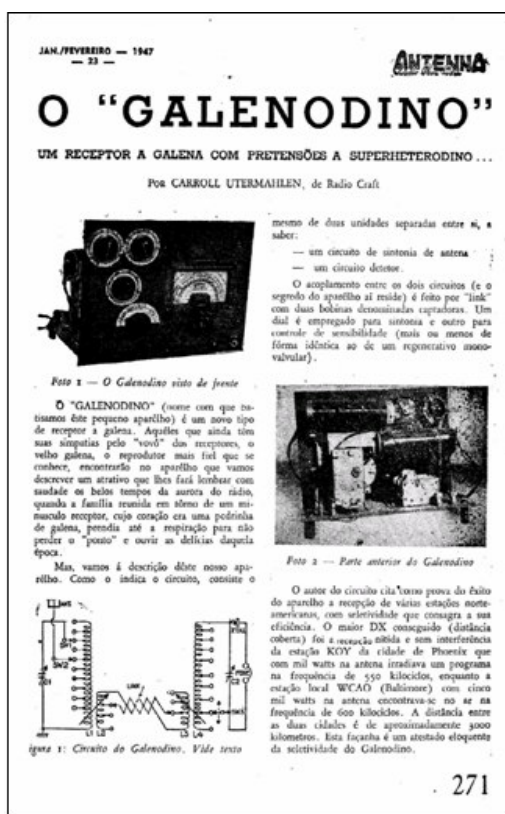 JAN./FEVEREIRO — 1947
— 23 —
ANTENNA
O "GALENODINO"
UM RECEPTOR A GALENA COM PRETENSÕES A SUPERHETERODINO...
Por CARROLL UTERMAHLEN, de Radio Craft
Foto 1 — O Galenodino visto de frente
O "GALENODINO" (nome com que ba-
tisamos êste pequeno aparêlho) é um novo tipo
de receptor a galena. Aquêles que ainda têm
suas simpatias pelo "vovô" dos receptores, o
velho galena, o reprodutor mais fiel que se
conhece, encontrarão no aparêlho que vamos
descrever um atrativo que lhes fará lembrar com
saudade os belos tempos da aurora do rádio,
quando a família reunida em tôrno de um mi-
nusculo receptor, cujo coração era uma pedrinha
de galena, prendia até a respiração para não
perder o "ponto" e ouvir as delícias daquela
época.
Mas, vamos á descrição dêste nosso apa-
rêlho. Como o indica o circuito, consiste o
SW2
LINK
L1 L2
L3 L4
igura 1: Circuito do Galenodino. Vide texto
mesmo de duas unidades separadas entre si, a
saber:
— um circuito de sintonia de antena
— um circuito detetor.
O acoplamento entre os dois circuitos (e o
segredo do aparêlho aí reside) é feito por "link"
com duas bobinas denominadas captadoras. Um
dial é empregado para sintonia e outro para
controle de sensibilidade (mais ou menos de
fórma idêntica ao de um regenerativo mono-
valvular).
Foto 2 — Parte anterior do Galenodino
O autor do circuito cita como prova do êxito
do aparelho a recepção de várias estações norte-
americanas, com seletividade que consagra a sua
eficiência. O maior DX conseguido (distância
coberta) foi a recepção nítida e sem interferência
da estação KOY da cidade de Phoenix que
com mil watts na antena irradiava um programa
na frequência de 550 kilociclos, enquanto a
estação local WCAO (Baltimore) com cinco
mil watts na antena encontrava-se no se na
frequência de 600 kilociclos. A distância entre
as duas cidades é de aproximadamente 3000
kilometros. Esta façanha é um atestado eloquente
da seletividade do Galenodino.
271